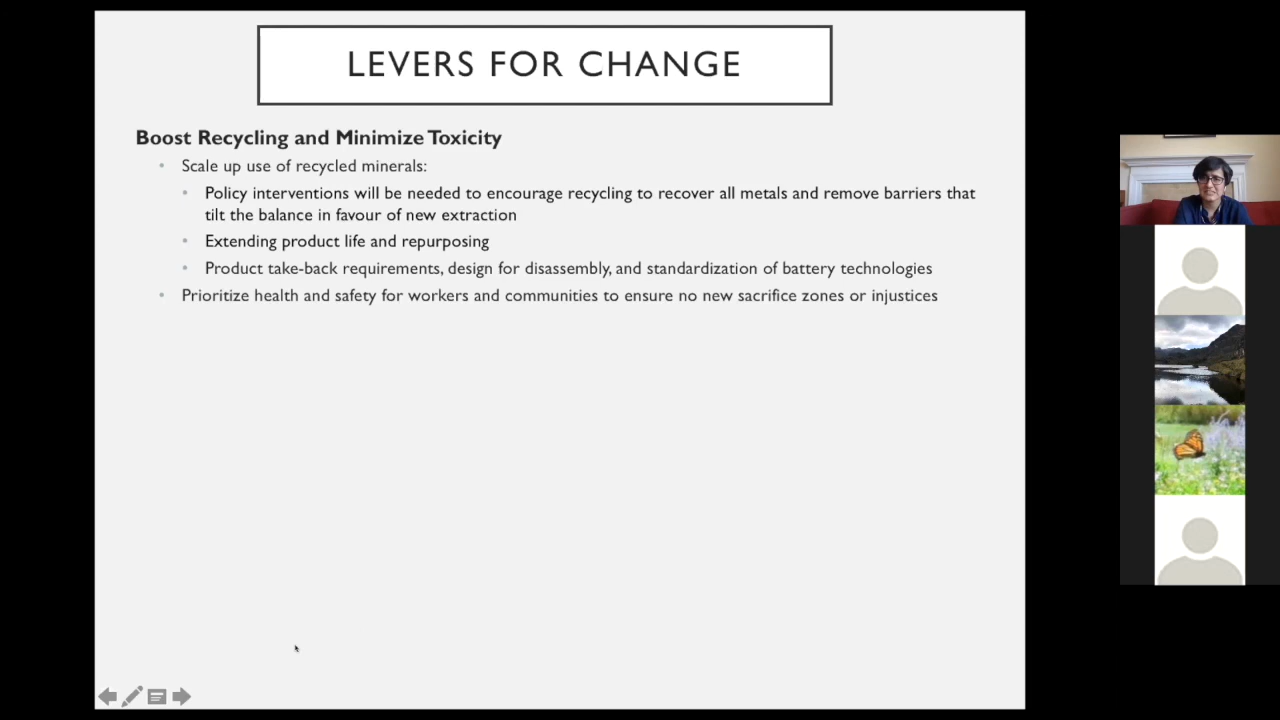 LEVERS FOR CHANGE
Boost Recycling and Minimize Toxicity
• Scale up use of recycled minerals:
• Policy interventions will be needed to encourage recycling to recover all metals and remove barriers that
tilt the balance in favour of new extraction
• Extending product life and repurposing
• Product take-back requirements, design for disassembly, and standardization of battery technologies
• Prioritize health and safety for workers and communities to ensure no new sacrifice zones or injustices